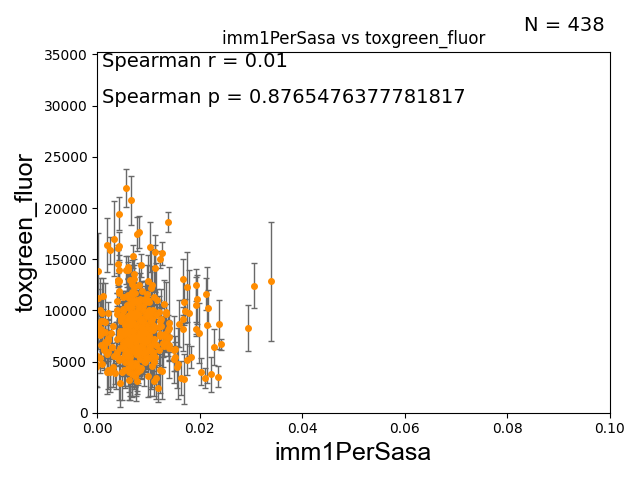 N = 438
imm1PerSasa vs toxgreen_fluor
Spearman r = 0.01
Spearman p = 0.8765476377781817
35000
30000
25000
20000
15000
10000
5000
0
toxgreen_fluor
0.00 0.02 0.04 0.06 0.08 0.10
imm1PerSasa